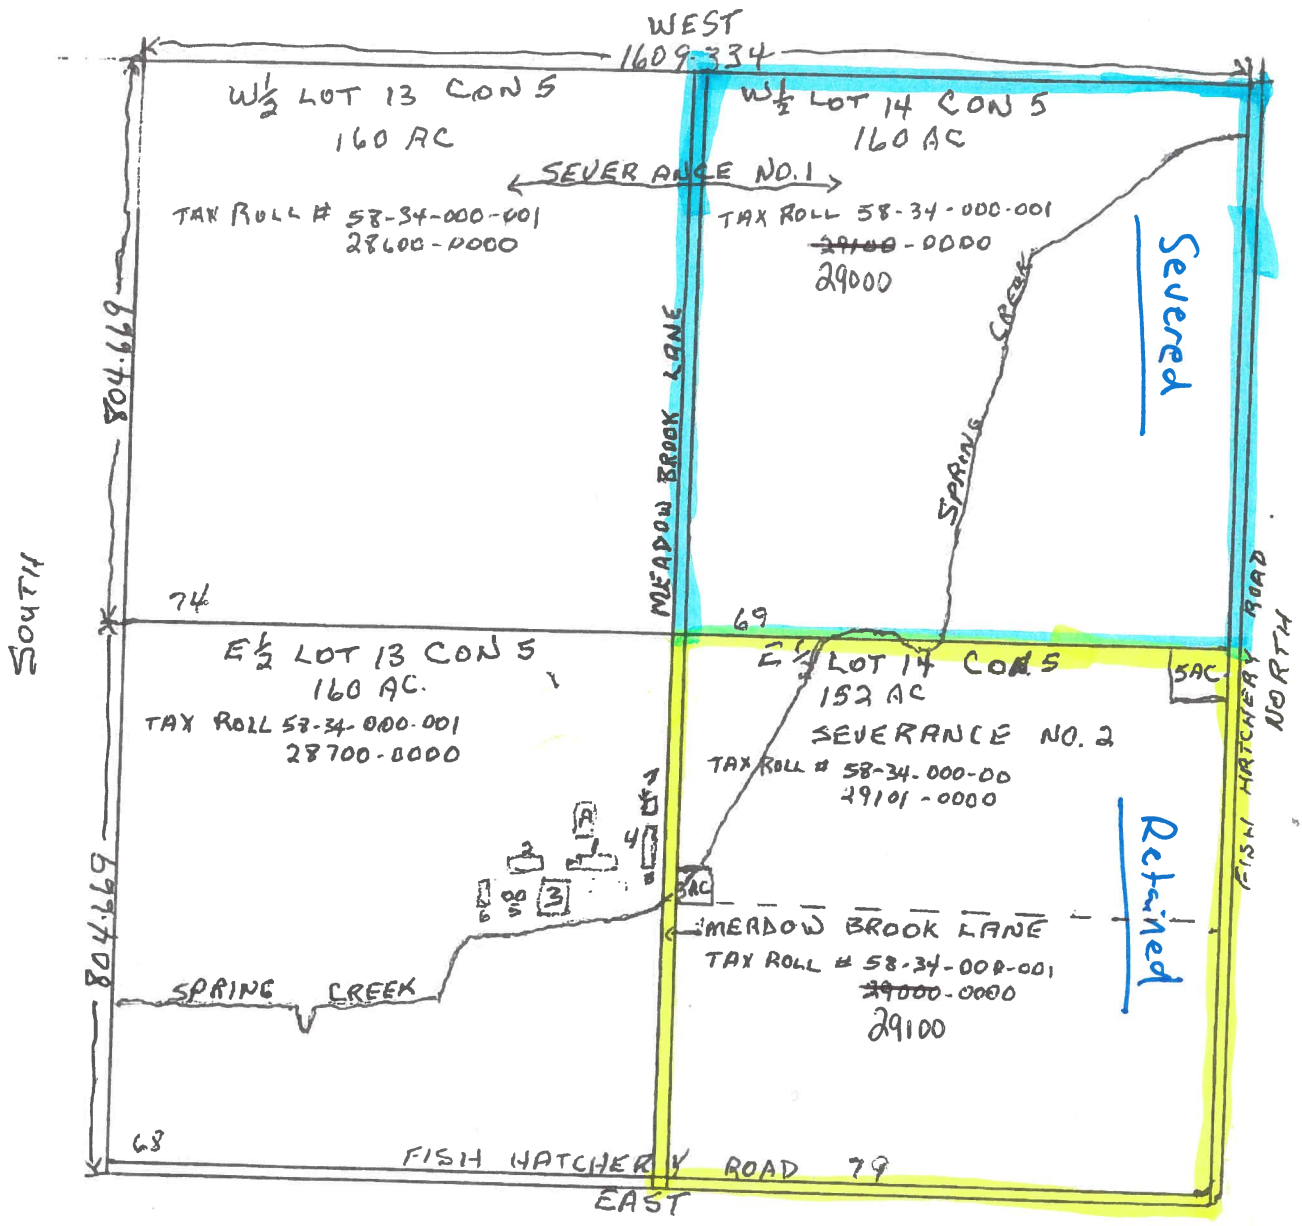 WEST
1609.334
W½ LOT 13 CON 5
160 AC
W½ LOT 14 CON 5
160 AC
SEVERANCE NO.1
TAX ROLL # 58-34-000-001
28600-0000
TAX ROLL 58-34-000-001
29100-0000
29000
Severed
SPRING CREEK
MEADOW BROOK LANE
804.669
SOUTH
74
69
FISH HATCHERY ROAD
NORTH
E½ LOT 13 CON 5
160 AC.
TAX ROLL 58-34-000-001
28700-0000
E½ LOT 14 CON 5
152 AC
5AC
SEVERANCE NO. 2
TAX ROLL # 58-34-000-00
29101-0000
Retained
A
2
1
4
7
8
6
5
3
3AC
MEADOW BROOK LANE
TAX ROLL # 58-34-000-001
29000-0000
29100
804.669
SPRING CREEK
68
FISH HATCHERY ROAD 79
EAST